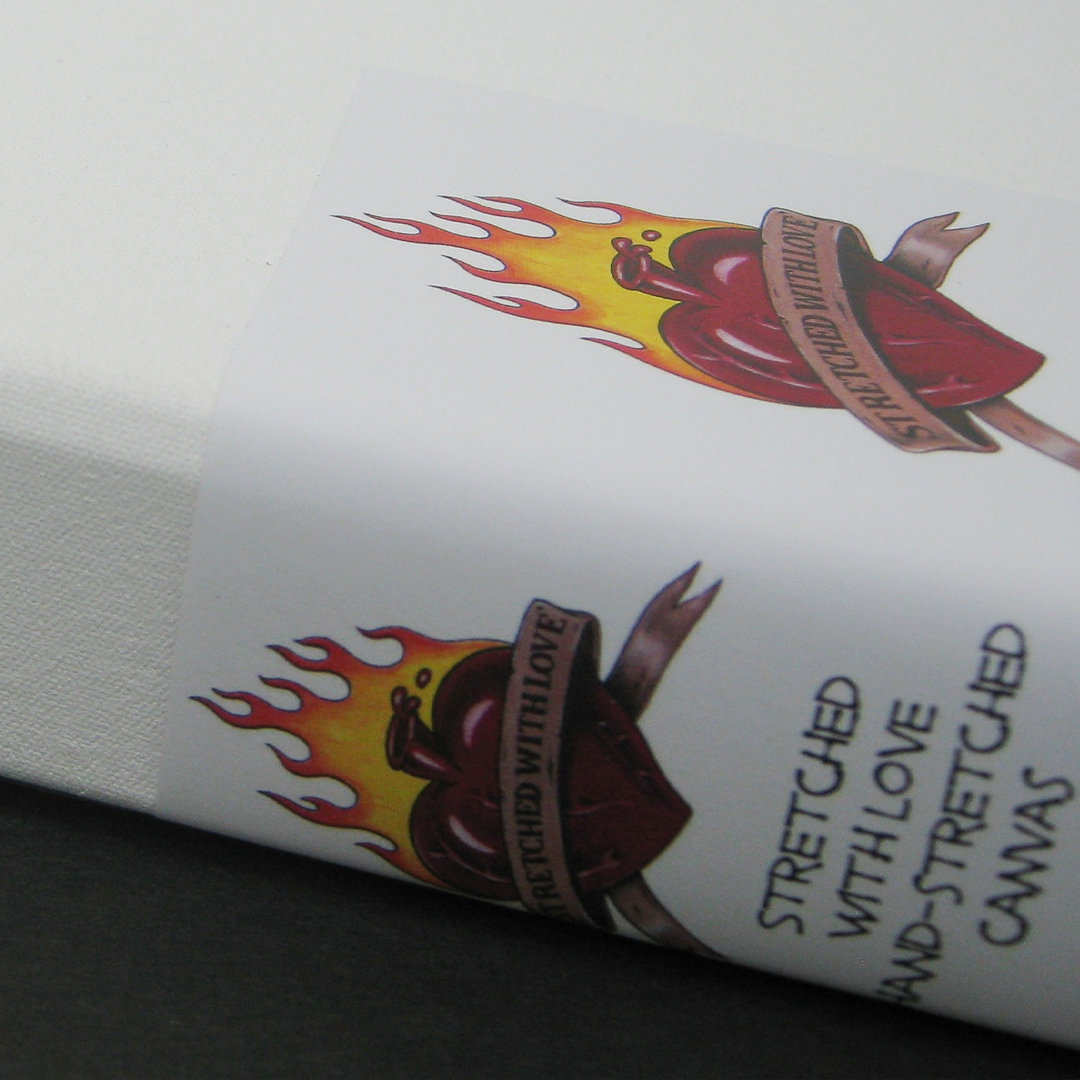 STRETCHED WITH LOVE
STRETCHED WITH LOVE
STRETCHED
WITH LOVE
HAND-STRETCHED
CANVAS